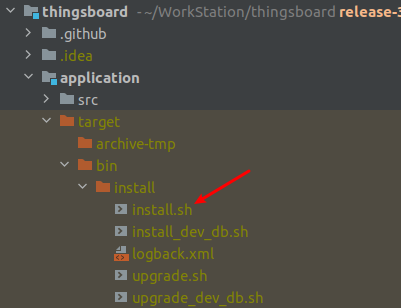 thingsboard ~/WorkStation/thingsboard release-3
.github
.idea
application
src
target
archive-tmp
bin
install
install.sh
install_dev_db.sh
logback.xml
upgrade.sh
upgrade_dev_db.sh